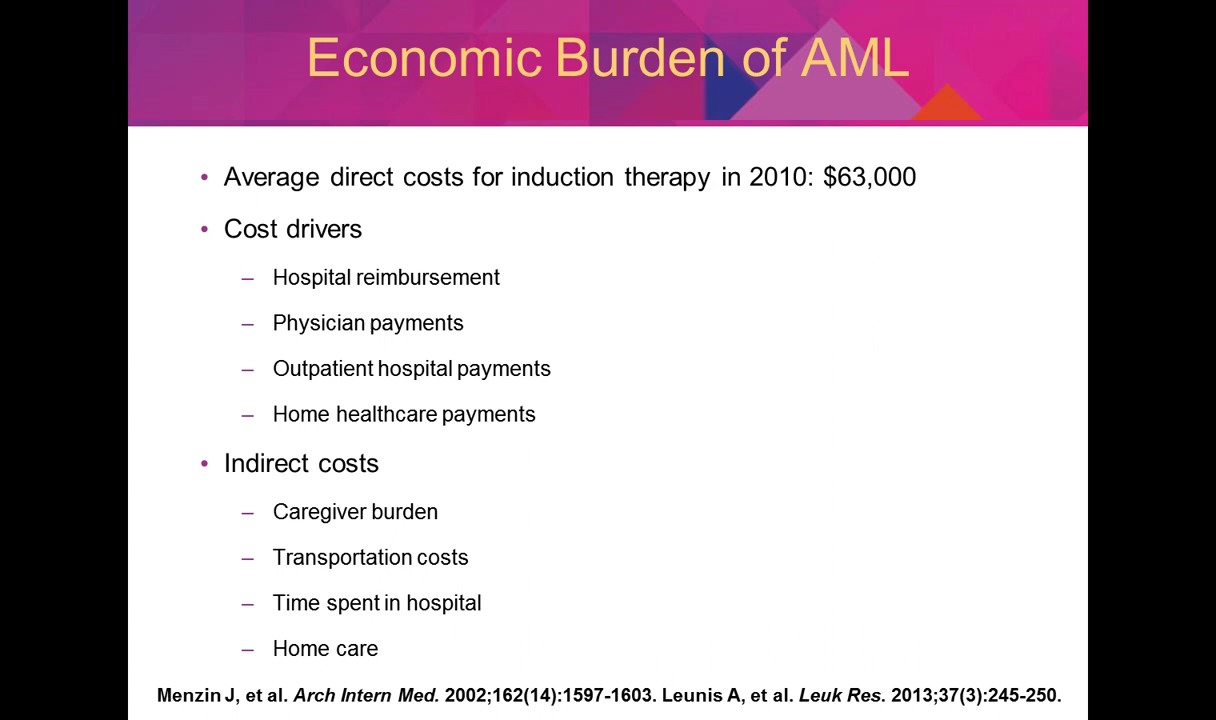 Economic Burden of AML
• Average direct costs for induction therapy in 2010: $63,000
• Cost drivers
– Hospital reimbursement
– Physician payments
– Outpatient hospital payments
– Home healthcare payments
• Indirect costs
– Caregiver burden
– Transportation costs
– Time spent in hospital
– Home care
Menzin J, et al. Arch Intern Med. 2002;162(14):1597-1603. Leunis A, et al. Leuk Res. 2013;37(3):245-250.